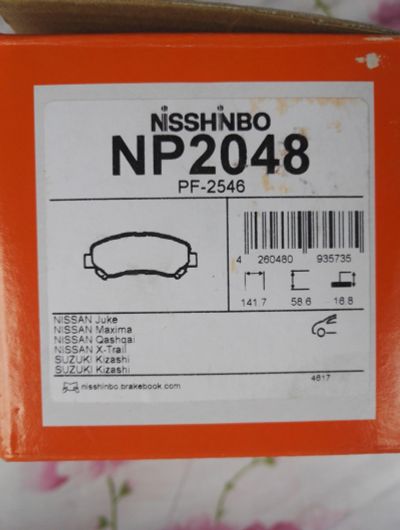 NISSHINBO
NP2048
PF-2546
4 260480 935735
141.7 58.6 16.8
NISSAN Juke
NISSAN Maxima
NISSAN Qashqai
NISSAN X-Trail
SUZUKI Kizashi
SUZUKI Kizashi
nisshinbo.brakebook.com
4617